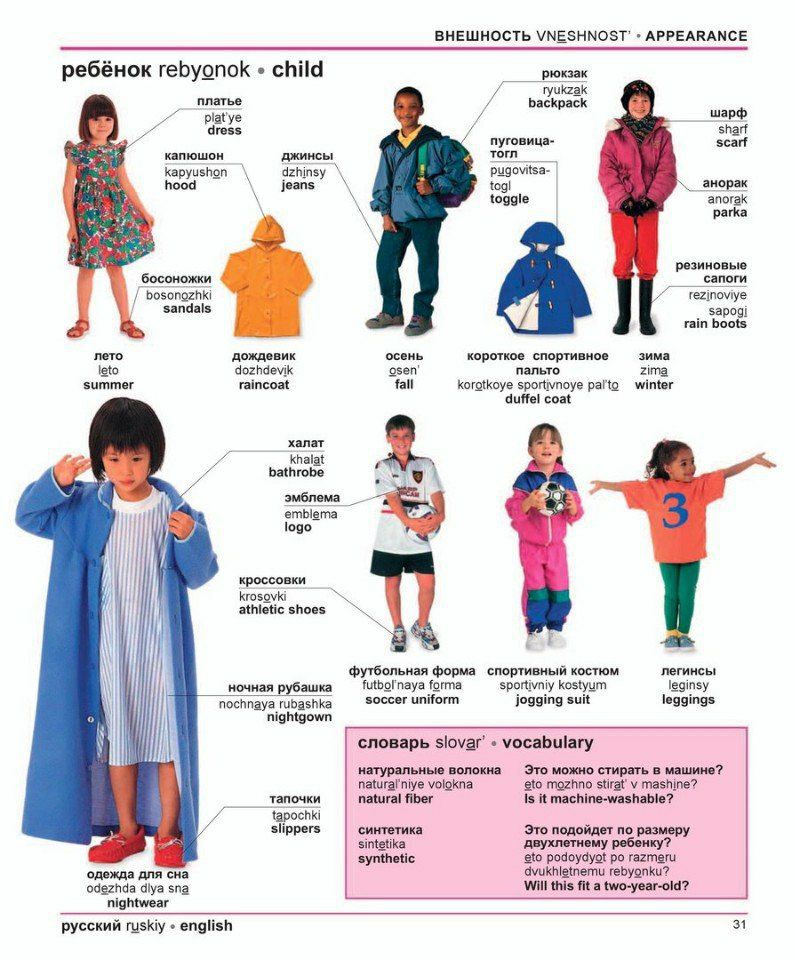 ВНЕШНОСТЬ VNESHNOST' • APPEARANCE
ребёнок rebyonok • child
платье
plat'ye
dress
капюшон
kapyushon
hood
босоножки
bosonozhki
sandals
джинсы
dzhinsy
jeans
рюкзак
ryukzak
backpack
пуговица-
тогл
pugovitsa-
togl
toggle
шарф
sharf
scarf
анорак
anorak
parka
резиновые
сапоги
rezinoviye
sapogi
rain boots
лето
leto
summer
дождевик
dozhdevik
raincoat
осень
osen'
fall
короткое спортивное
пальто
korotkoye sportivnoye pal'to
duffel coat
зима
zima
winter
халат
khalat
bathrobe
эмблема
emblema
logo
3
кроссовки
krosovki
athletic shoes
ночная рубашка
nochnaya rubashka
nightgown
тапочки
tapochki
slippers
одежда для сна
odezhda dlya sna
nightwear
футбольная форма
futbol'naya forma
soccer uniform
спортивный костюм
sportivniy kostyum
jogging suit
легинсы
leginsy
leggings
словарь slovar' • vocabulary
натуральные волокна
natural'niye volokna
natural fiber
синтетика
sintetika
synthetic
Это можно стирать в машине?
eto mozhno stirat' v mashine?
Is it machine-washable?
Это подойдет по размеру
двухлетнему ребенку?
eto podoydyot po razmeru
dvukhletnemu rebyonku?
Will this fit a two-year-old?
русский ruskiy • english
31